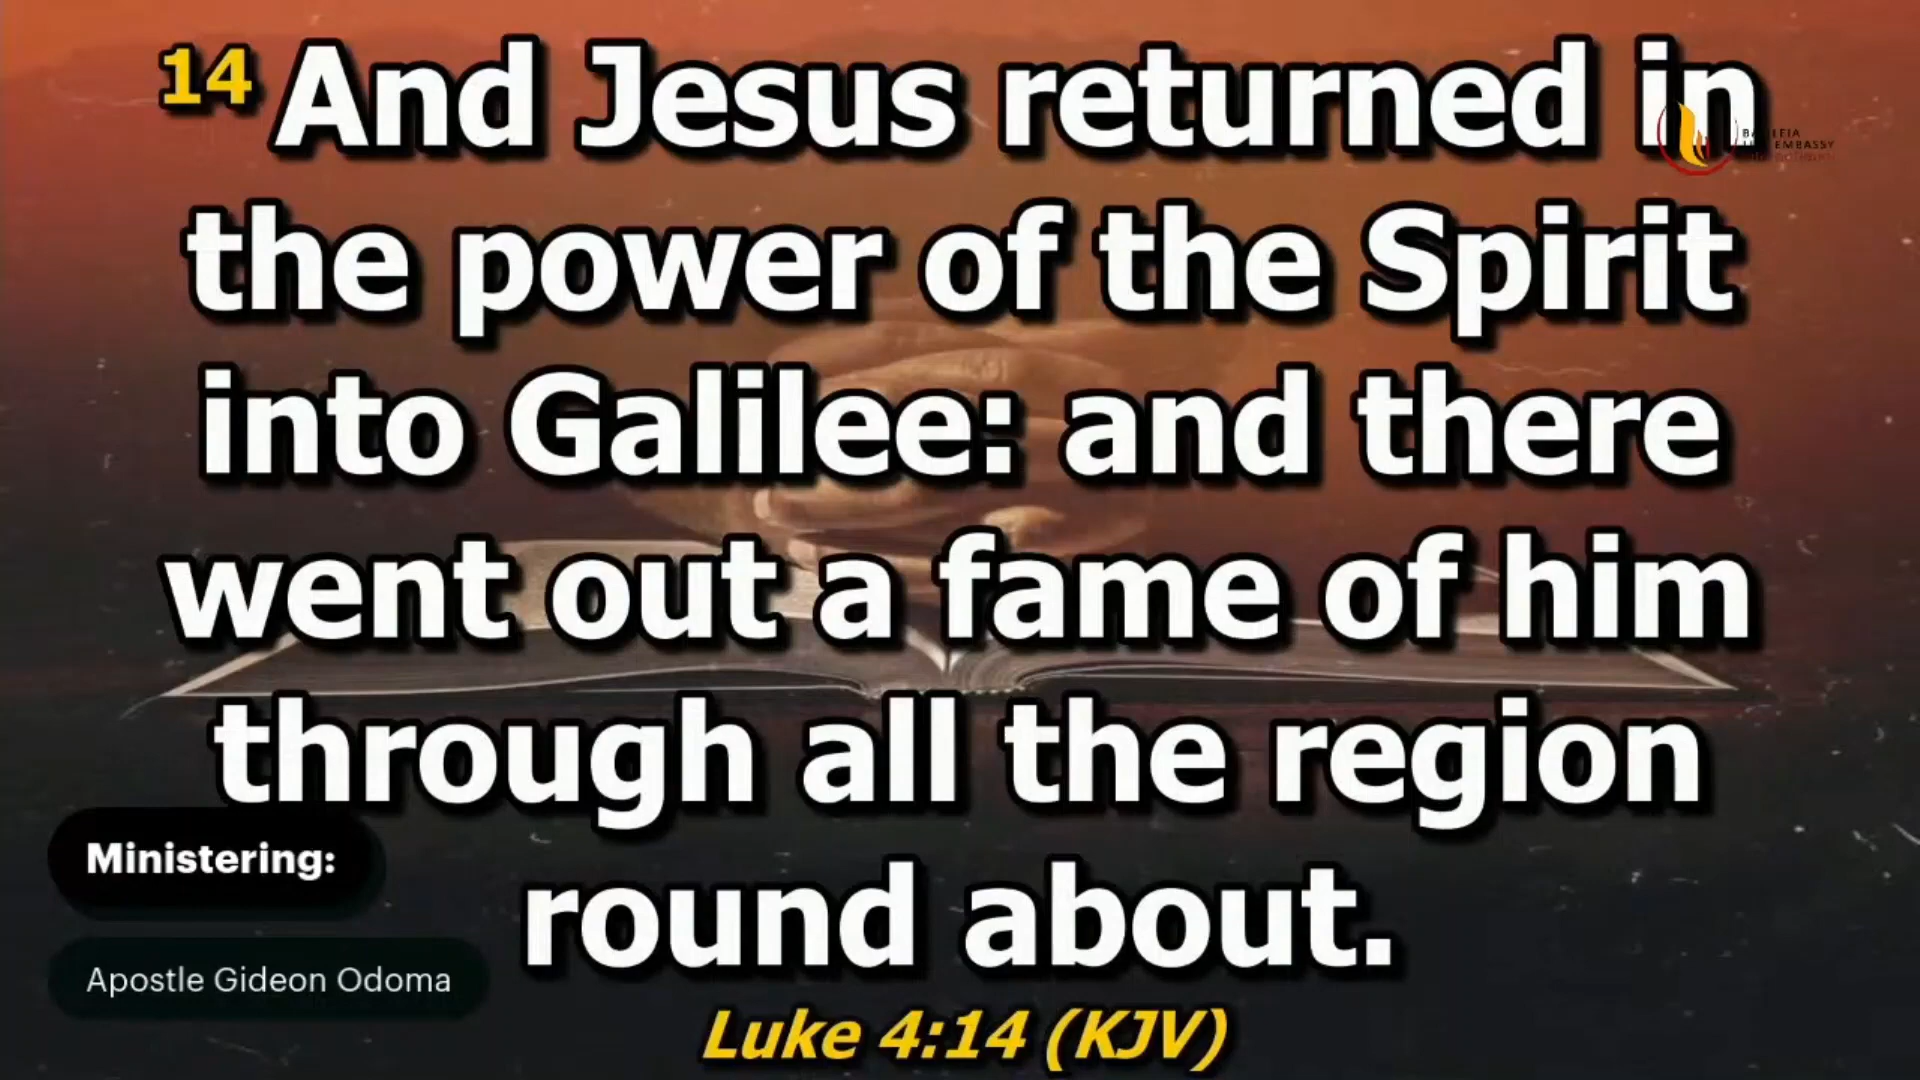 14 And Jesus returned in
the power of the Spirit
into Galilee: and there
went out a fame of him
through all the region
round about.
Luke 4:14 (KJV)
Ministering:
Apostle Gideon Odoma
EMBASSY